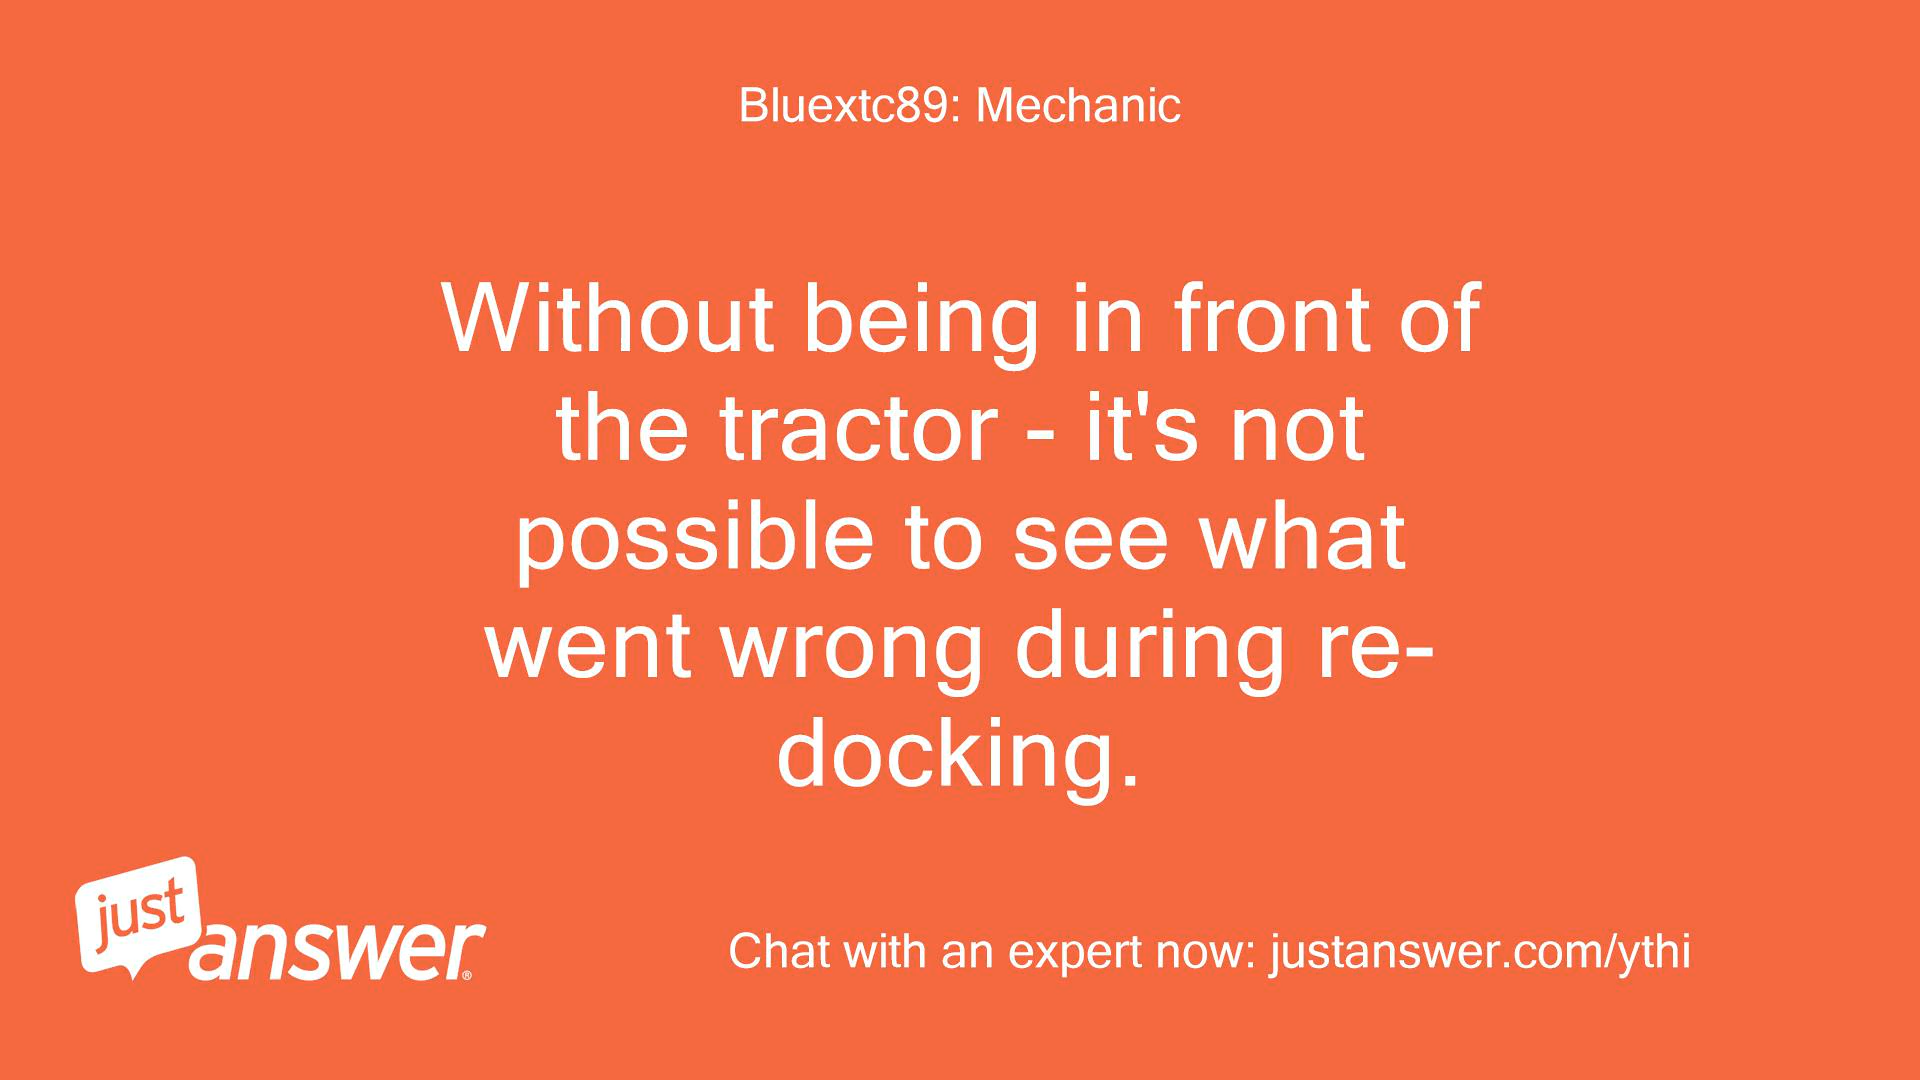 Bluextc89: Mechanic
Without being in front of
the tractor - it's not
possible to see what
went wrong during re-
docking.
just
answer®
Chat with an expert now: justanswer.com/ythi